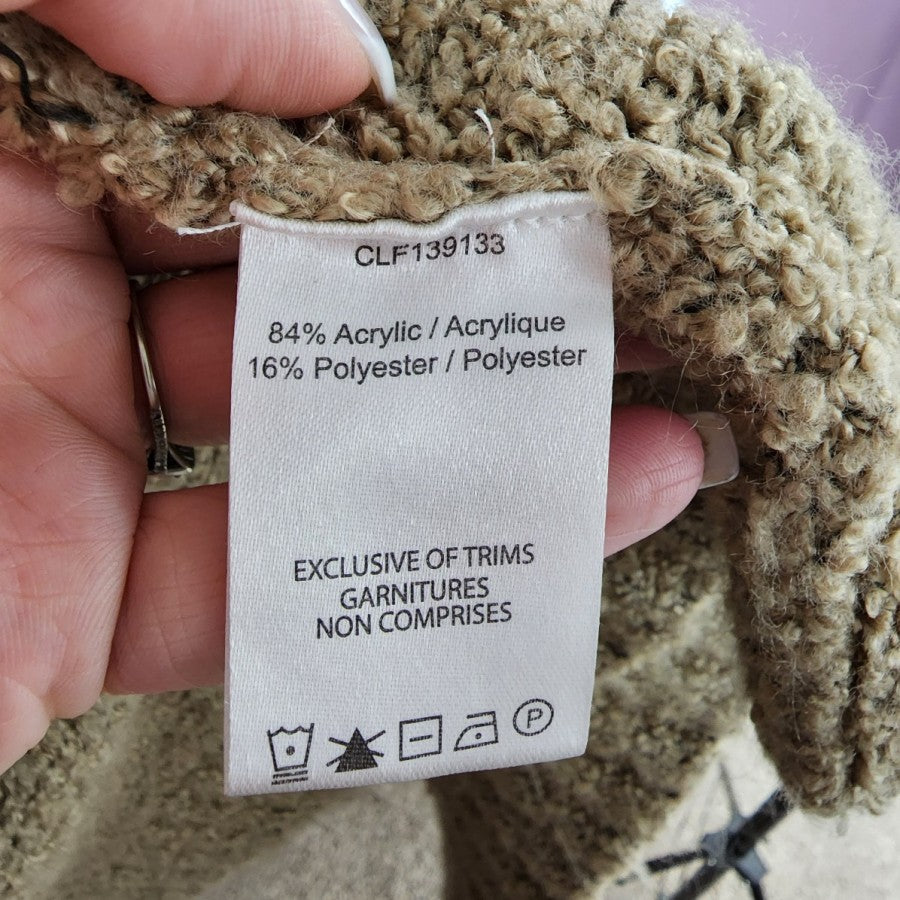 CLF139133
84% Acrylic / Acrylique
16% Polyester / Polyester
EXCLUSIVE OF TRIMS
GARNITURES
NON COMPRISES
P